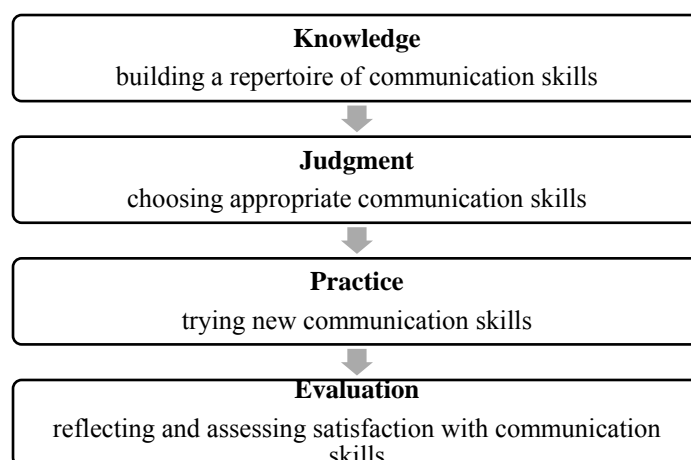 Knowledge
building a repertoire of communication skills
Judgment
choosing appropriate communication skills
Practice
trying new communication skills
Evaluation
reflecting and assessing satisfaction with communication
skills